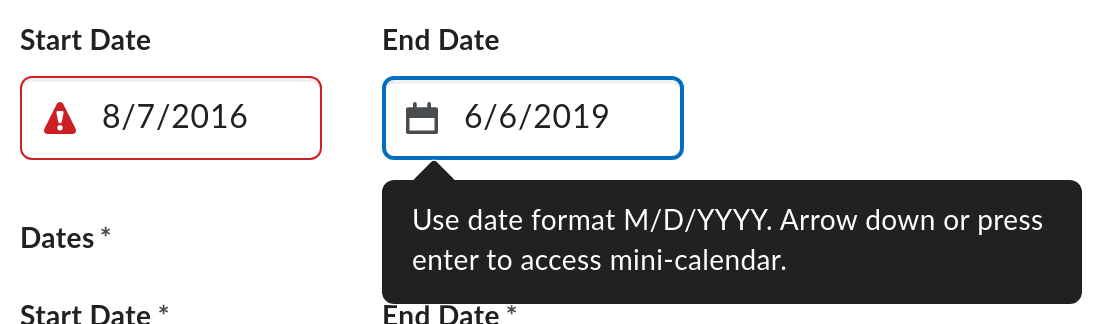 Start Date
End Date
8/7/2016
6/6/2019
Use date format M/D/YYYY. Arrow down or press
enter to access mini-calendar.
Dates *
Start Date *
End Date *